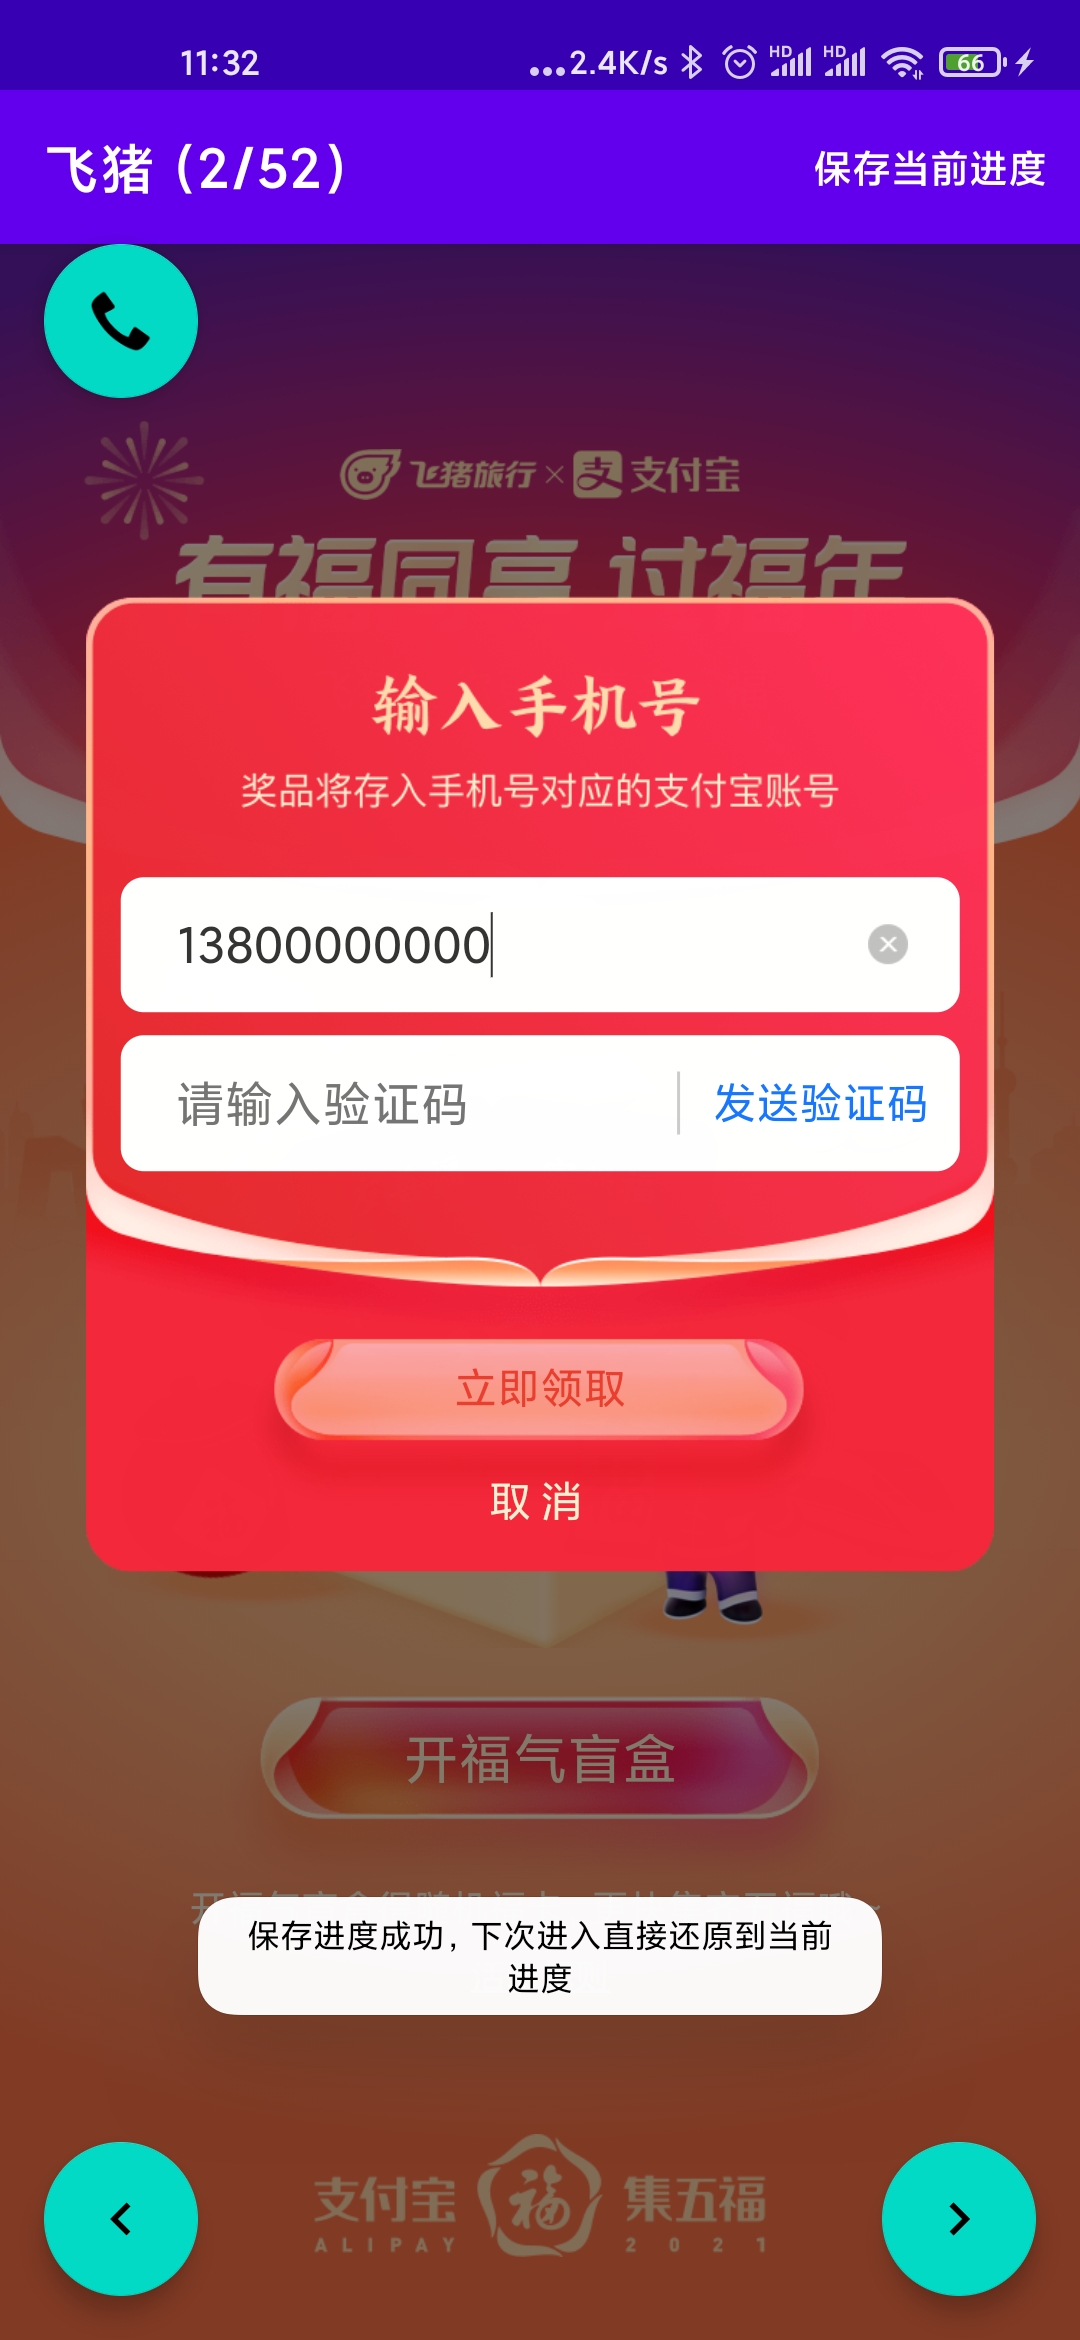 11:32
2.4K/s
HD
HD
66
飞猪 (2/52)
保存当前进度
飞猪旅行×支付宝
有福同享 过福年
输入手机号
奖品将存入手机号对应的支付宝账号
13800000000
请输入验证码
发送验证码
立即领取
取消
开福气盲盒
保存进度成功，下次进入直接还原到当前
进度
支付宝 福 集五福
ALIPAY 2021